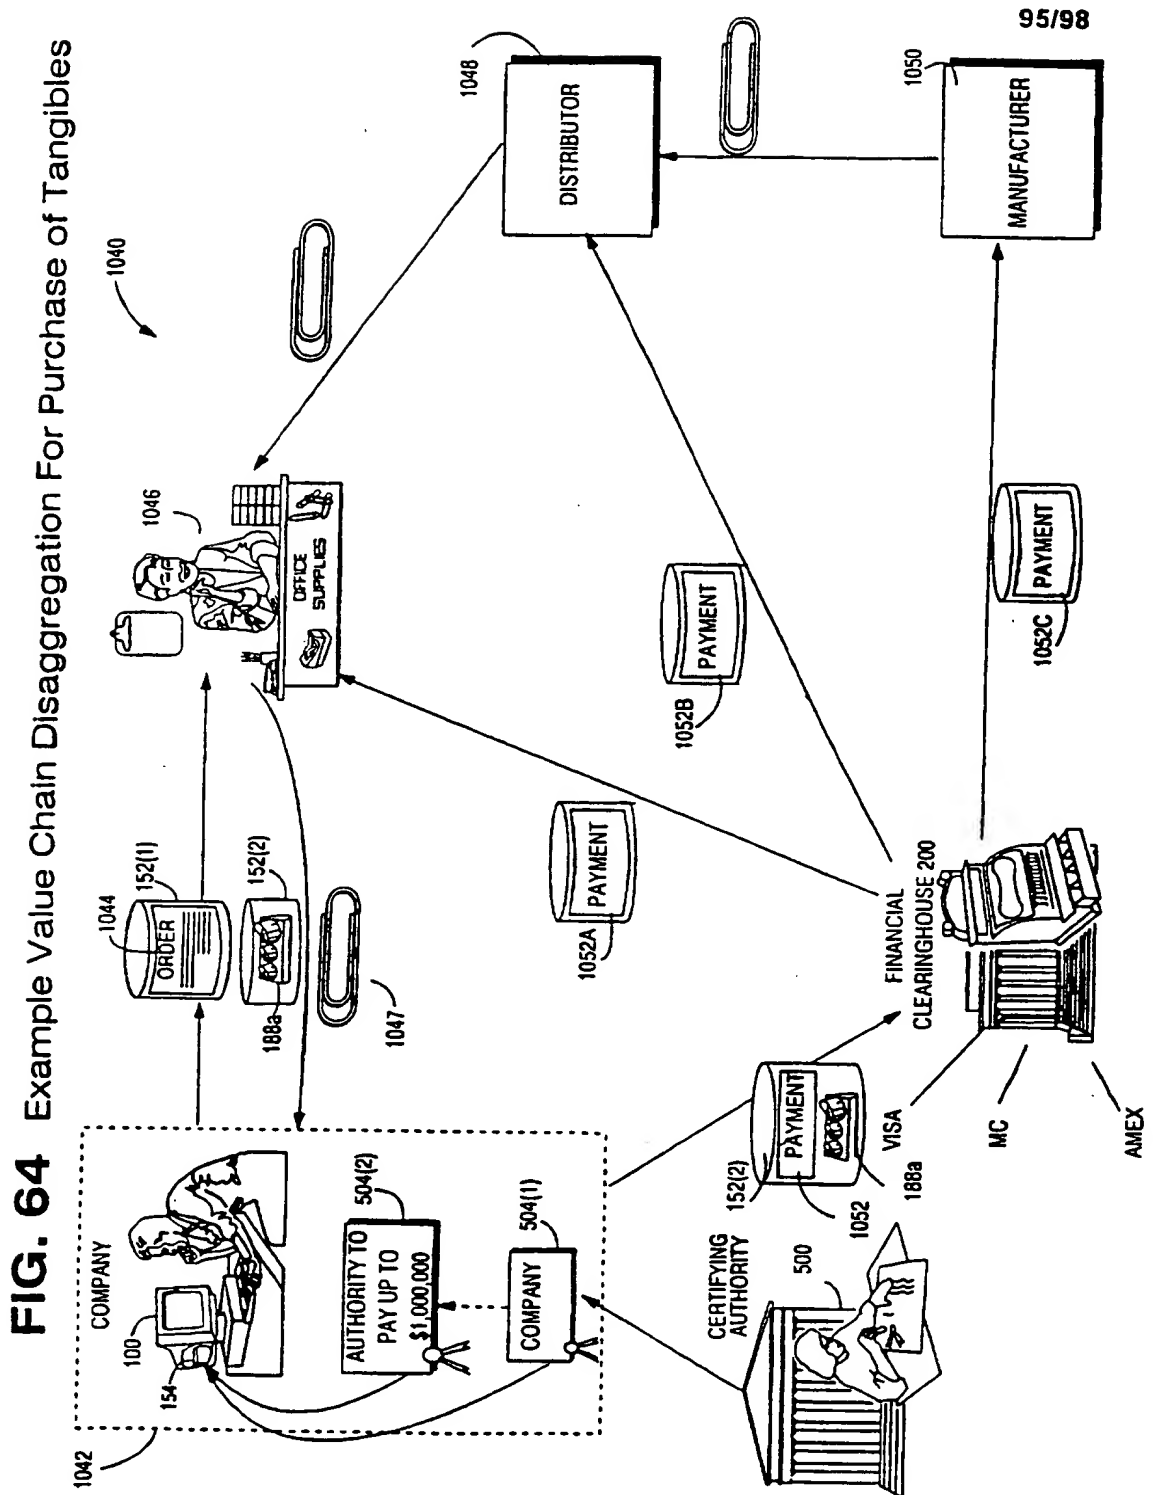 95/98
FIG. 64 Example Value Chain Disaggregation For Purchase of Tangibles
1040
1042
COMPANY
100
154
AUTHORITY TO
PAY UP TO
$1,000,000
504(2)
COMPANY
504(1)
1044
ORDER
152(1)
152(2)
188a
1047
1046
OFFICE
SUPPLIES
1048
DISTRIBUTOR
1050
MANUFACTURER
PAYMENT
1052A
PAYMENT
1052B
PAYMENT
1052C
CERTIFYING
AUTHORITY
500
152(2)
PAYMENT
1052
188a
FINANCIAL
CLEARINGHOUSE 200
VISA
MC
AMEX